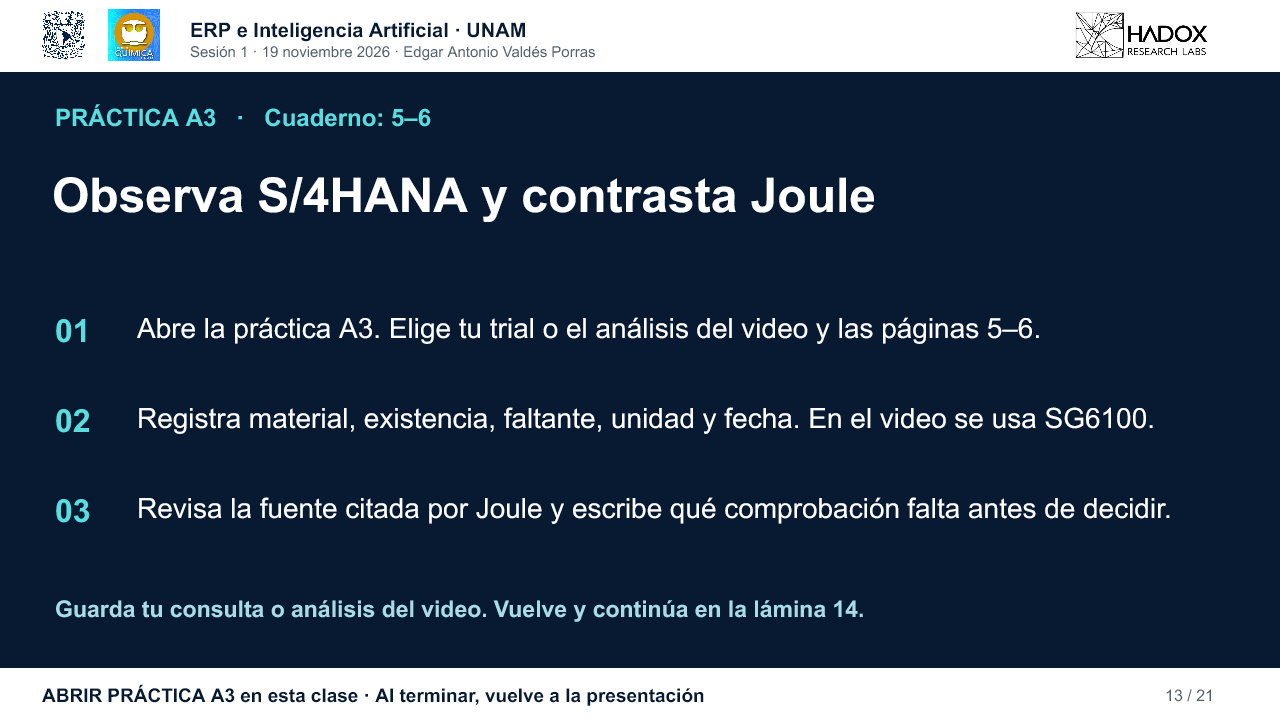 ERP e Inteligencia Artificial · UNAM
Sesión 1 · 19 noviembre 2026 · Edgar Antonio Valdés Porras
QUÍMICA
HADOX
RESEARCH LABS
PRÁCTICA A3 · Cuaderno: 5–6
Observa S/4HANA y contrasta Joule
01 Abre la práctica A3. Elige tu trial o el análisis del video y las páginas 5–6.
02 Registra material, existencia, faltante, unidad y fecha. En el video se usa SG6100.
03 Revisa la fuente citada por Joule y escribe qué comprobación falta antes de decidir.
Guarda tu consulta o análisis del video. Vuelve y continúa en la lámina 14.
ABRIR PRÁCTICA A3 en esta clase · Al terminar, vuelve a la presentación
13 / 21